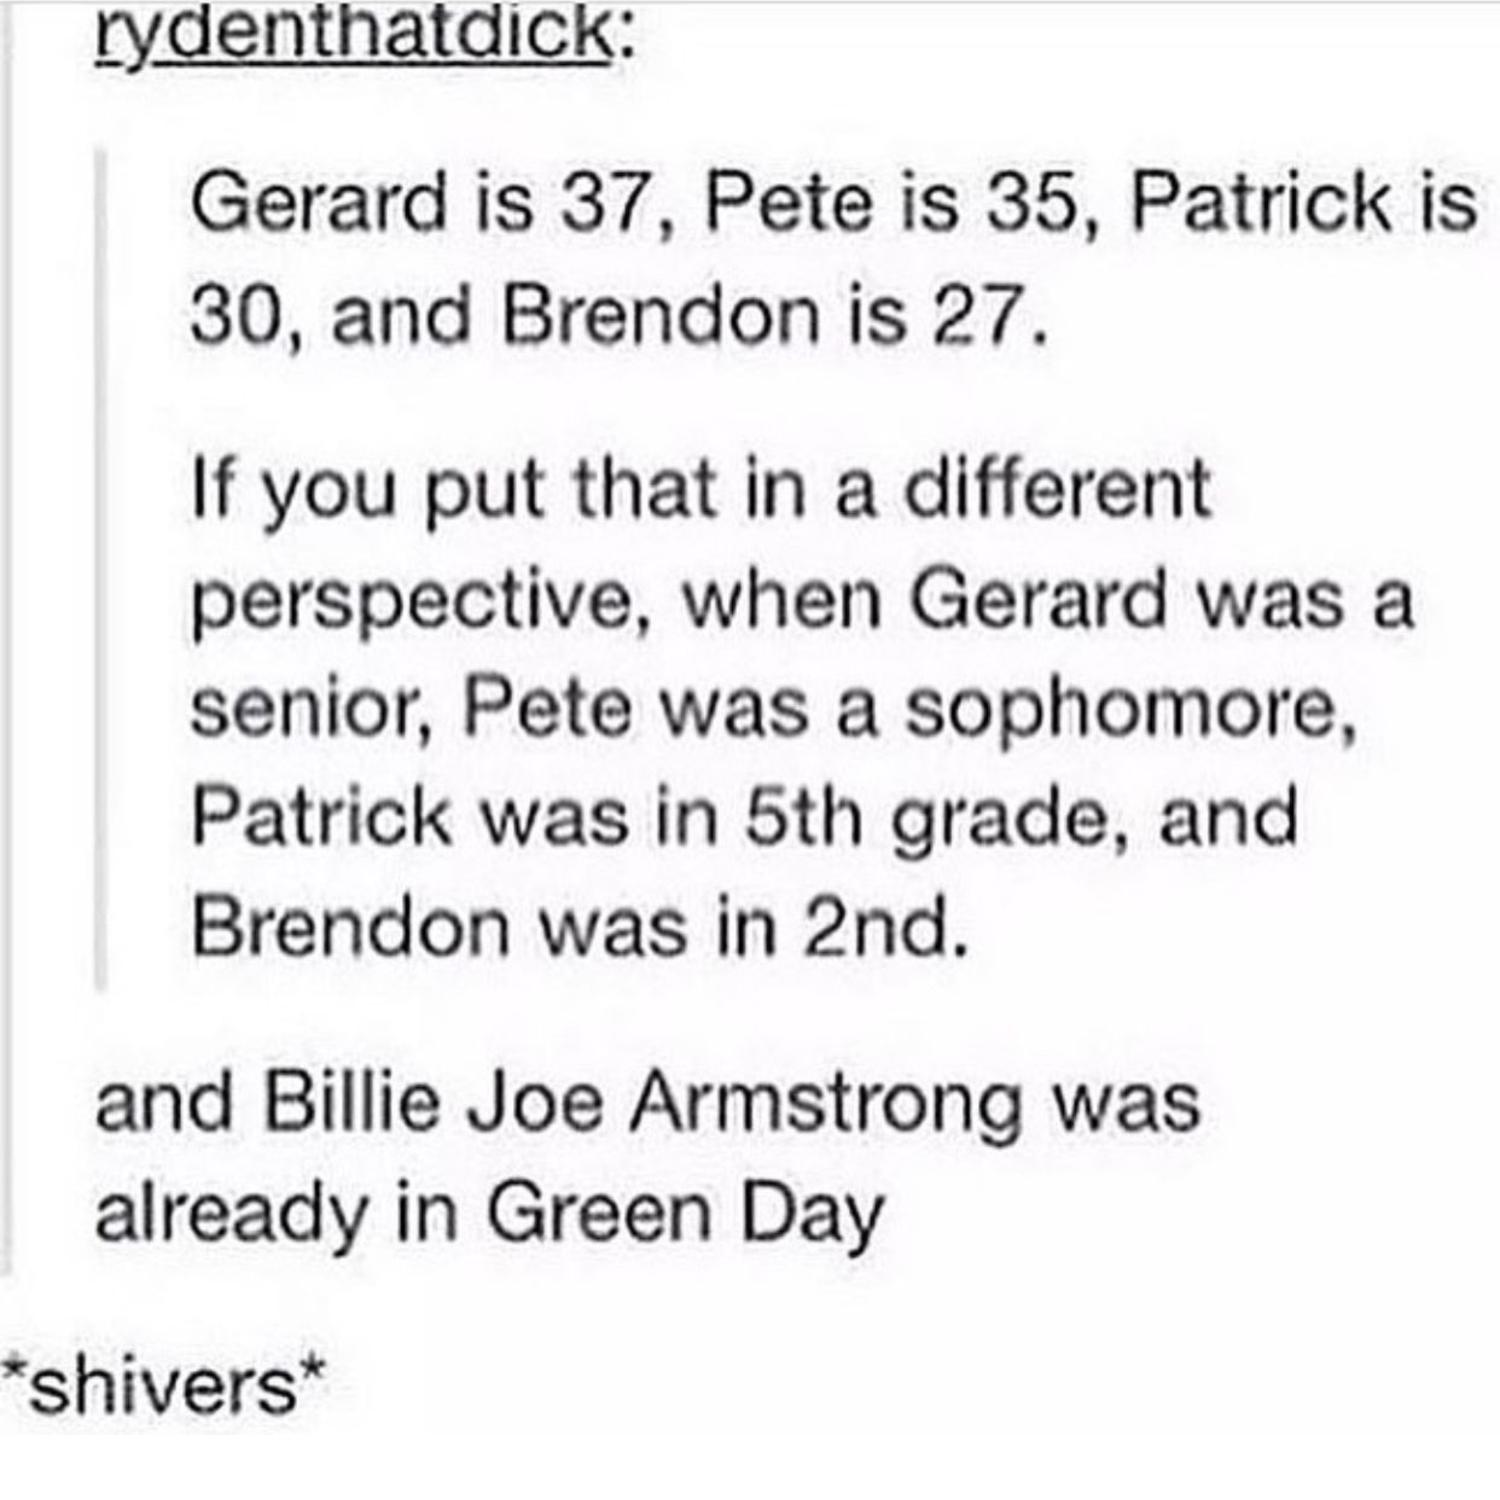 rydenthatdick:
Gerard is 37, Pete is 35, Patrick is
30, and Brendon is 27.
If you put that in a different
perspective, when Gerard was a
senior, Pete was a sophomore,
Patrick was in 5th grade, and
Brendon was in 2nd.
and Billie Joe Armstrong was
already in Green Day
*shivers*